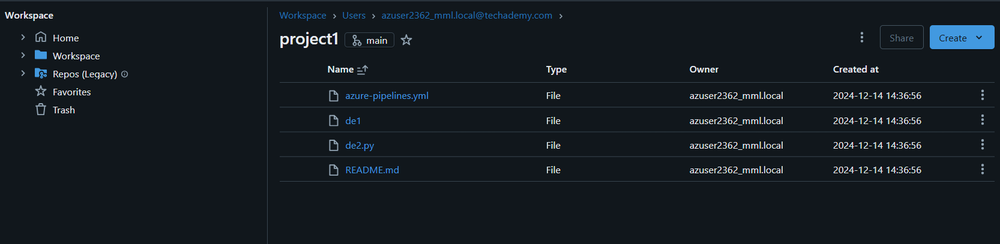 Workspace
Home
Workspace
Repos (Legacy)
Favorites
Trash
Workspace > Users > azuser2362_mml.local@techademy.com >
project1 main
Share Create
Name Type Owner Created at
azure-pipelines.yml File azuser2362_mml.local 2024-12-14 14:36:56
de1 File azuser2362_mml.local 2024-12-14 14:36:56
de2.py File azuser2362_mml.local 2024-12-14 14:36:56
README.md File azuser2362_mml.local 2024-12-14 14:36:56